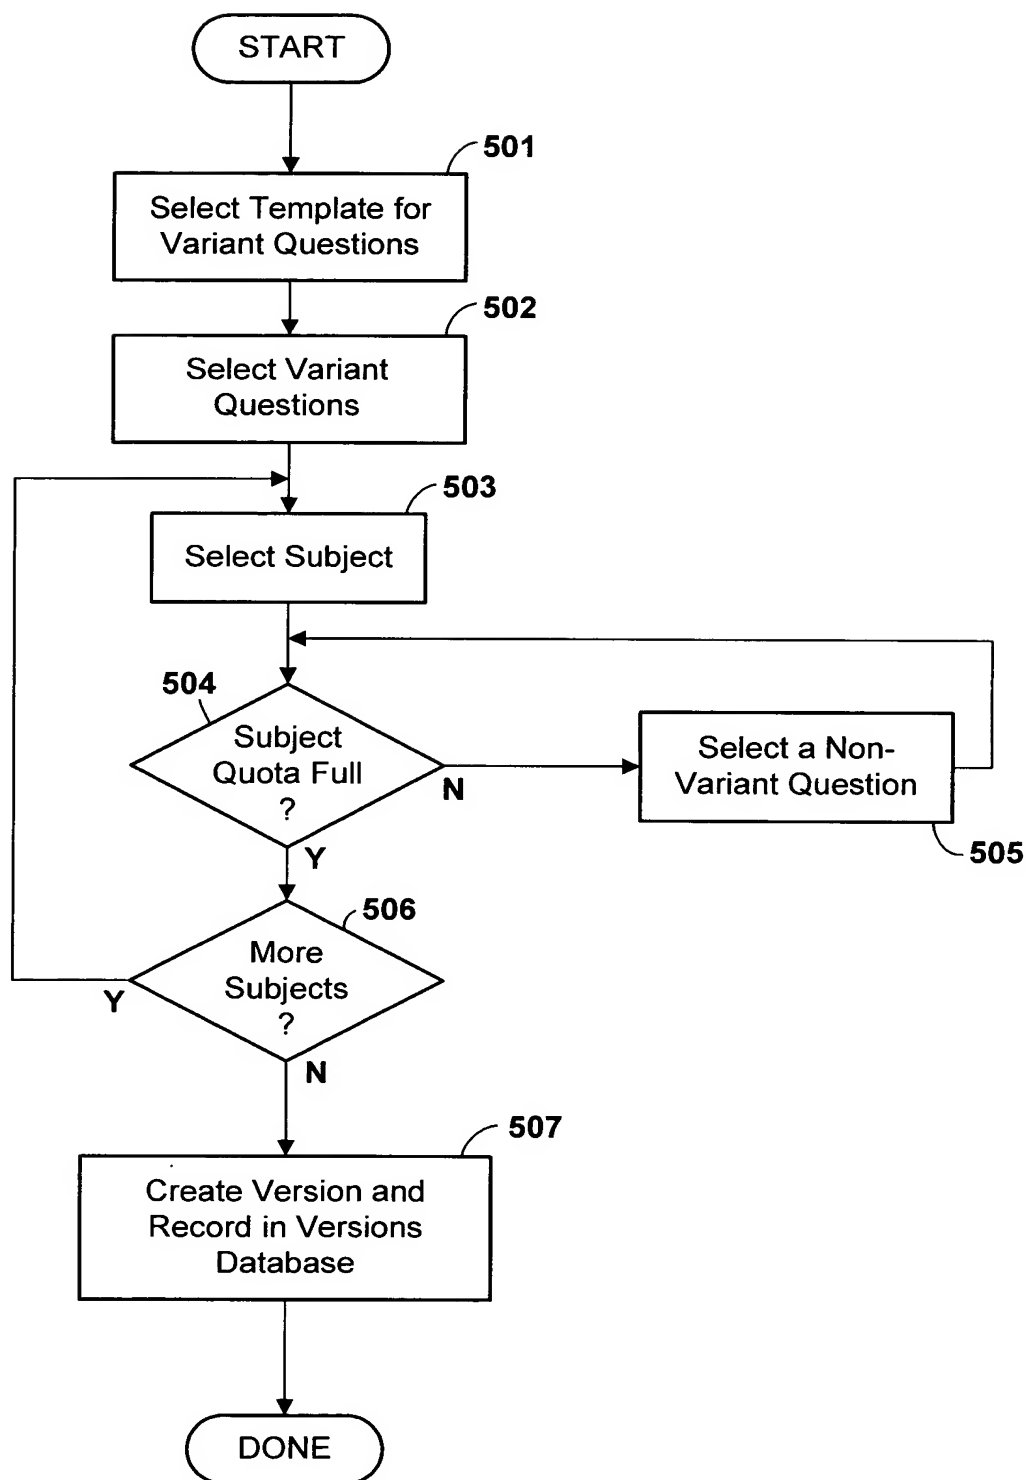 START
501
Select Template for
Variant Questions
502
Select Variant
Questions
503
Select Subject
504
Subject
Quota Full
?
N
Y
Select a Non-
Variant Question
505
506
More
Subjects
?
Y
N
507
Create Version and
Record in Versions
Database
DONE